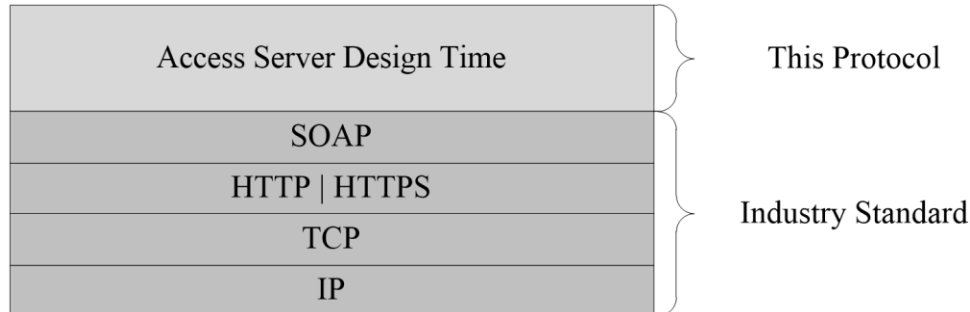 Access Server Design Time
This Protocol
SOAP
HTTP | HTTPS
TCP
IP
Industry Standard